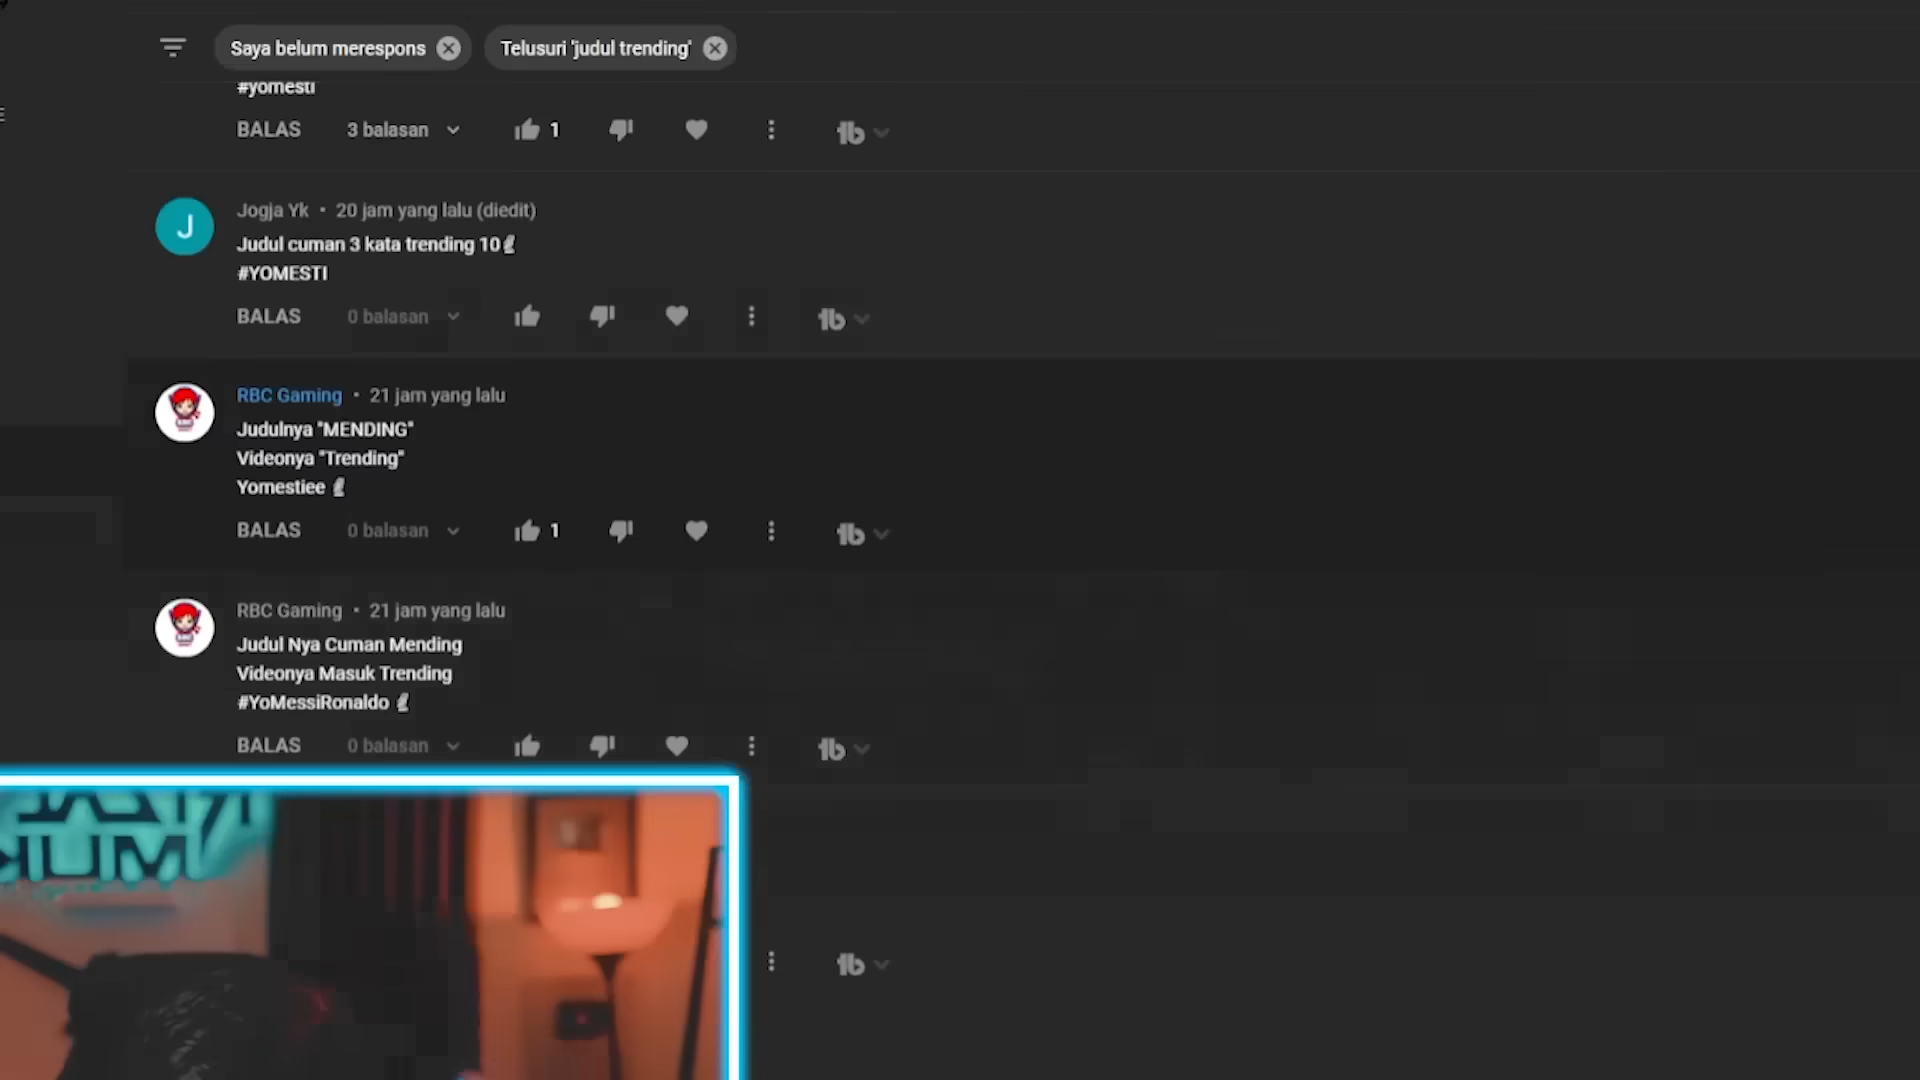 Saya belum merespons
Telusuri 'judul trending'
#yomesti
BALAS 3 balasan 1
Jogja Yk • 20 jam yang lalu (diedit)
Judul cuman 3 kata trending 10
#YOMESTI
BALAS 0 balasan
RBC Gaming • 21 jam yang lalu
Judulnya "MENDING"
Videonya "Trending"
Yomestiee
BALAS 0 balasan 1
RBC Gaming • 21 jam yang lalu
Judul Nya Cuman Mending
Videonya Masuk Trending
#YoMessiRonaldo
BALAS 0 balasan